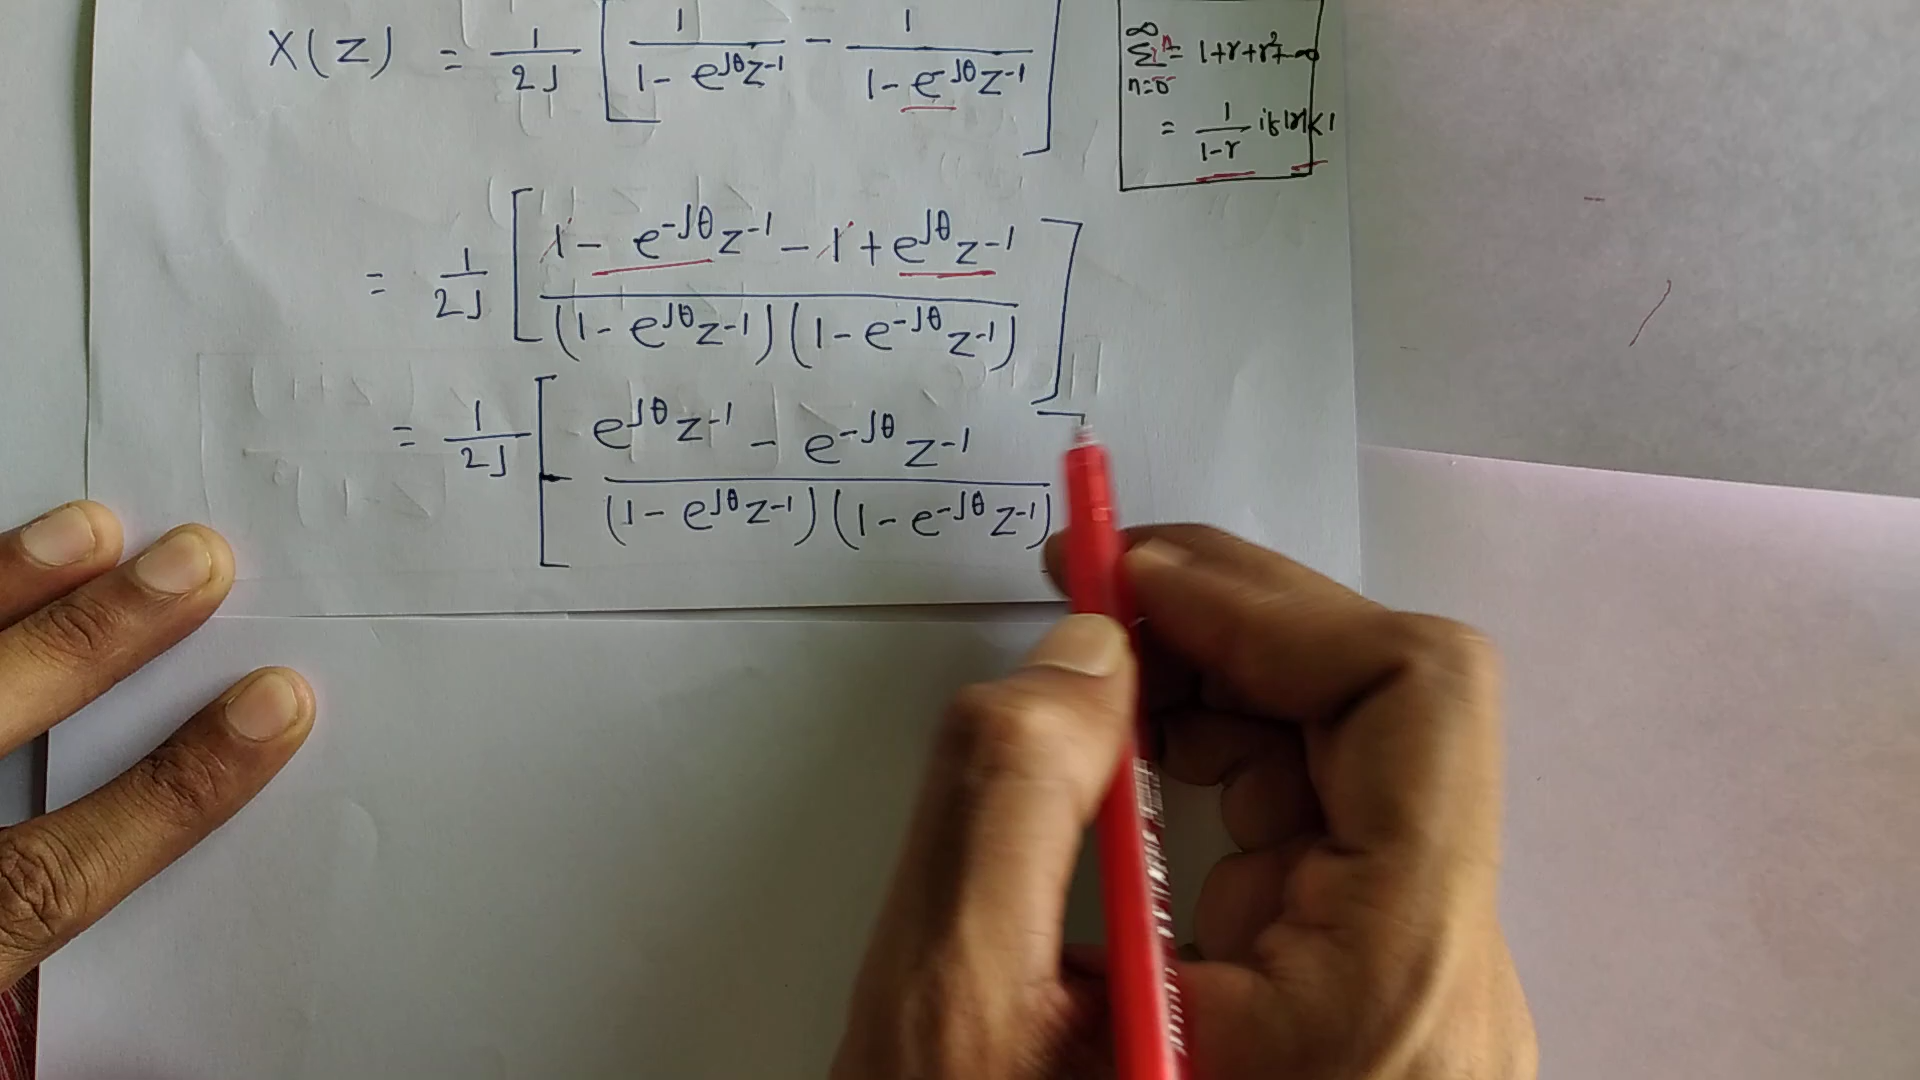 X(z) = 1/2J [ 1/(1 - e^Jθ z^-1) - 1/(1 - e^-Jθ z^-1) ]
∞ Σ n=0 r^n = 1+r+r²+-∞
= 1/(1-r) if |r|<1
= 1/2J [ (1 - e^-Jθ z^-1 - 1 + e^Jθ z^-1) / ((1 - e^Jθ z^-1)(1 - e^-Jθ z^-1)) ]
= 1/2J [ (e^Jθ z^-1 - e^-Jθ z^-1) / ((1 - e^Jθ z^-1)(1 - e^-Jθ z^-1))